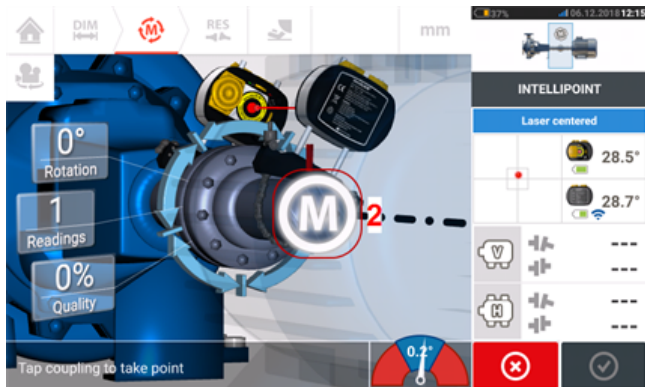 DIM
M
RES
mm
37%
06.12.2018 12:15
INTELLIPOINT
Laser centered
28.5°
28.7°
V
---
---
H
---
---
0°
Rotation
1
Readings
0%
Quality
M
2
0.2°
Tap coupling to take point